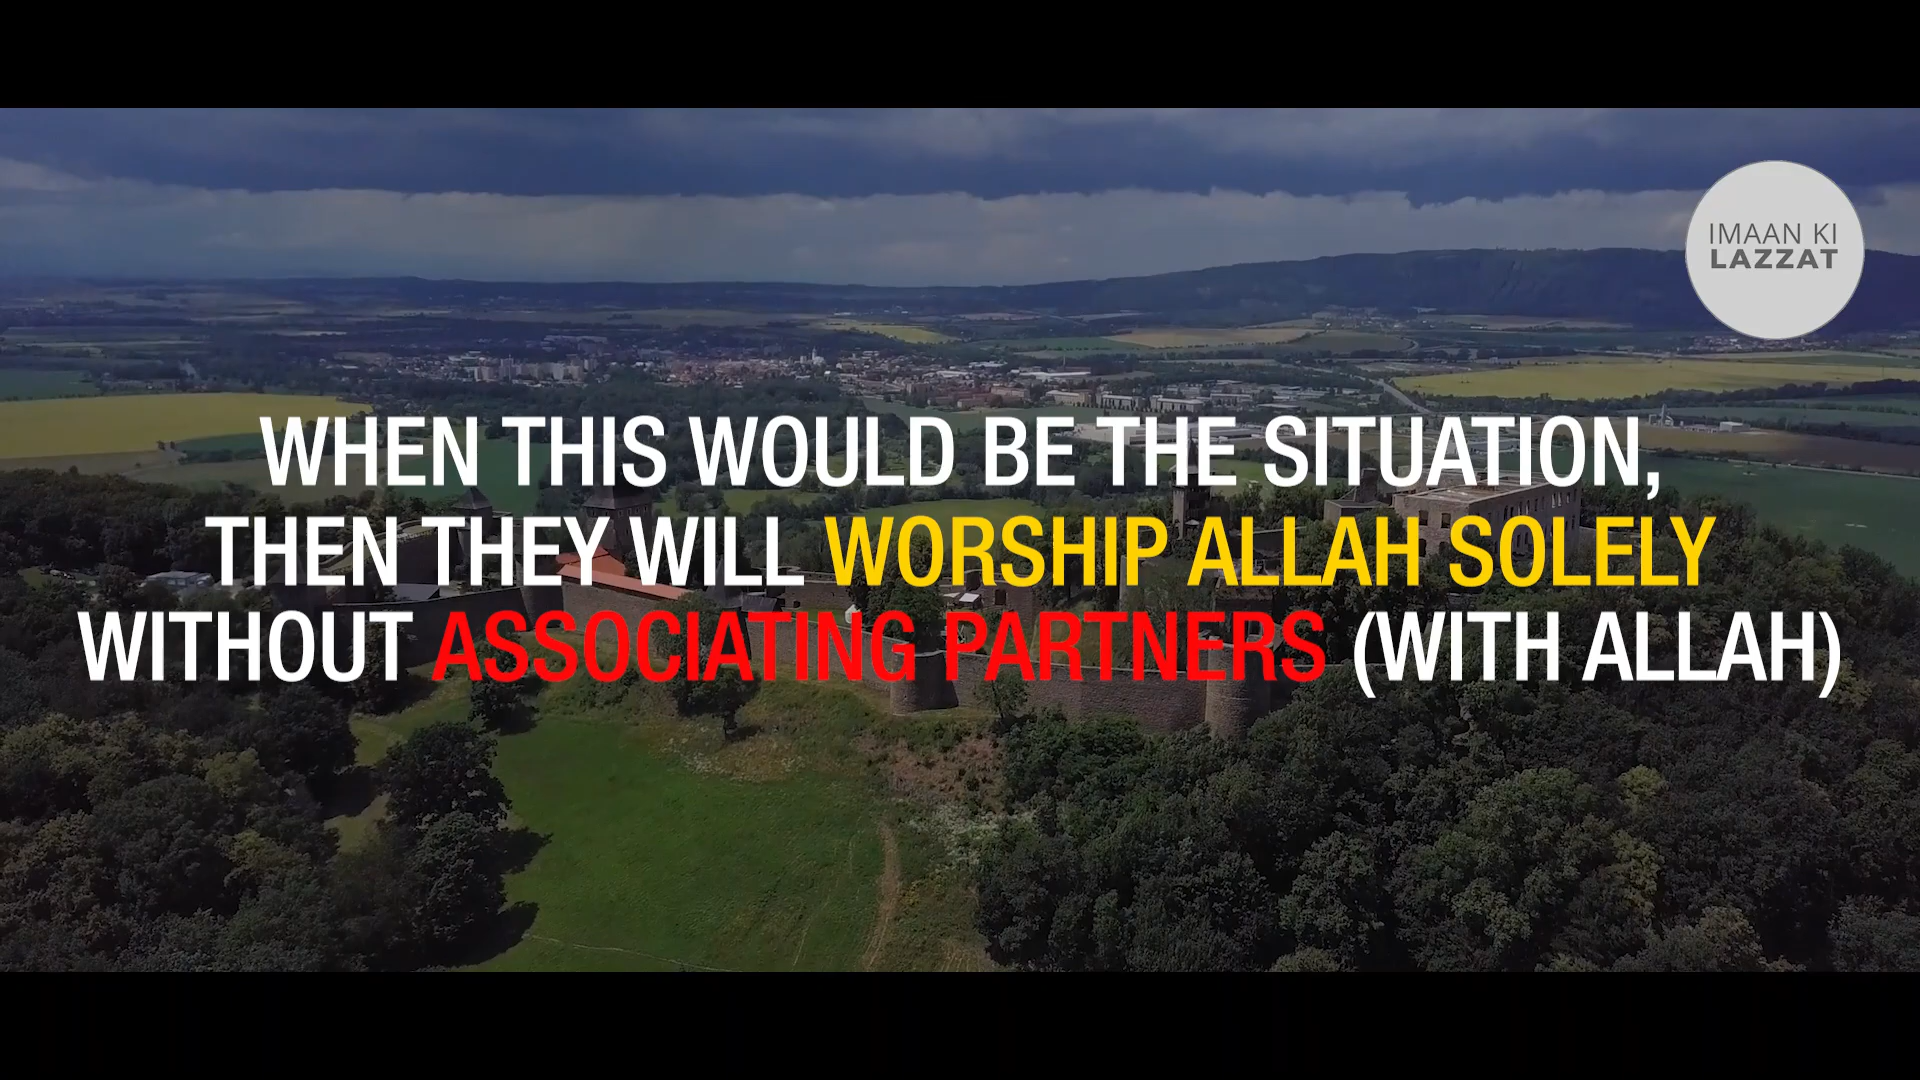 IMAAN KI
LAZZAT
WHEN THIS WOULD BE THE SITUATION,
THEN THEY WILL WORSHIP ALLAH SOLELY
WITHOUT ASSOCIATING PARTNERS (WITH ALLAH)